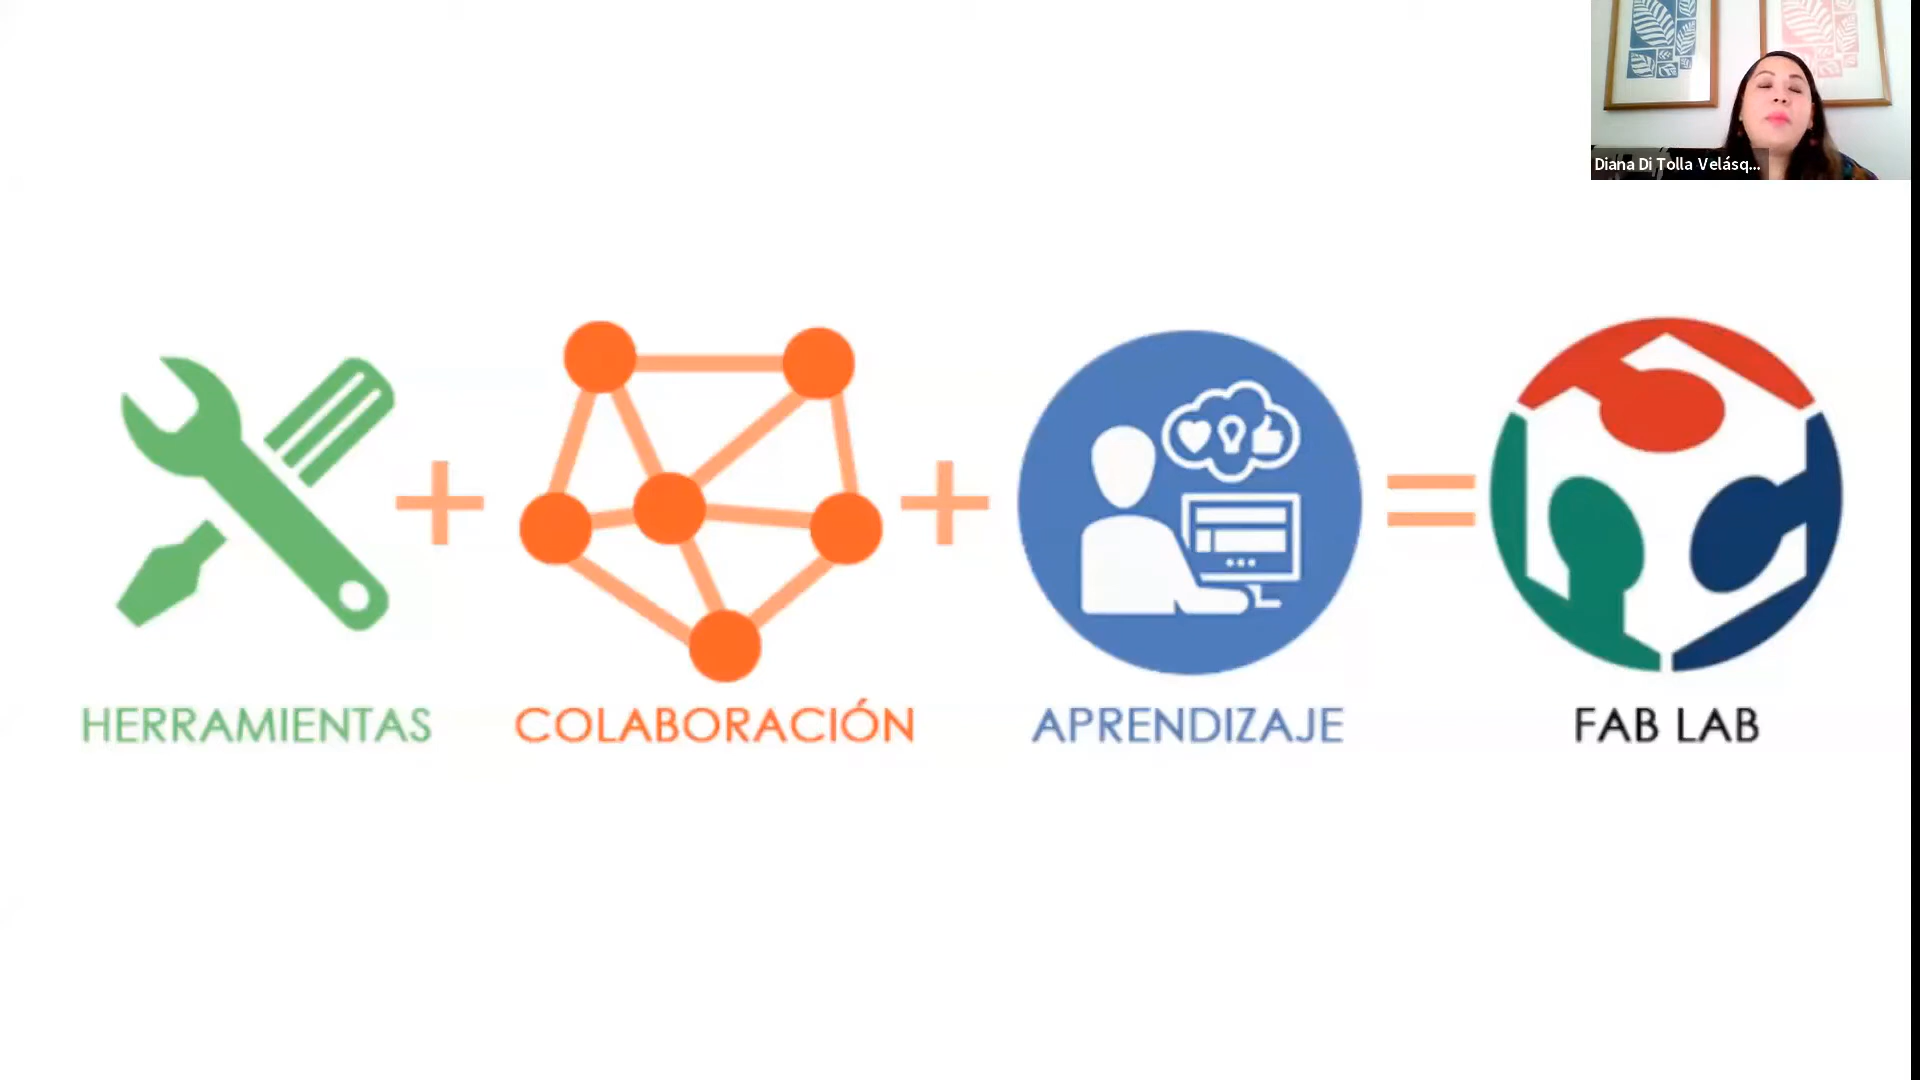 Diana Di Tolla Velásq...
HERRAMIENTAS
COLABORACIÓN
APRENDIZAJE
FAB LAB